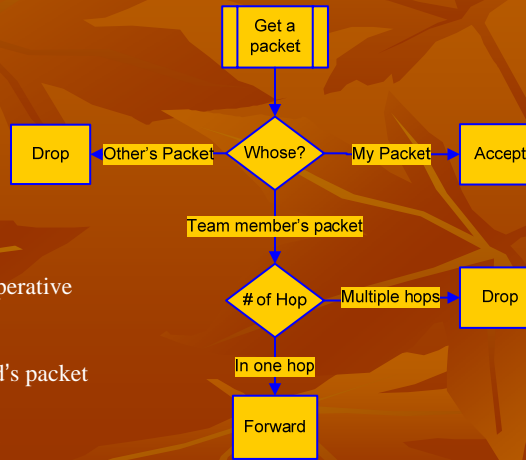 Get a
packet
Drop
Other's Packet
Whose?
My Packet
Accept
Team member's packet
# of Hop
Multiple hops
Drop
In one hop
Forward
perative
d's packet